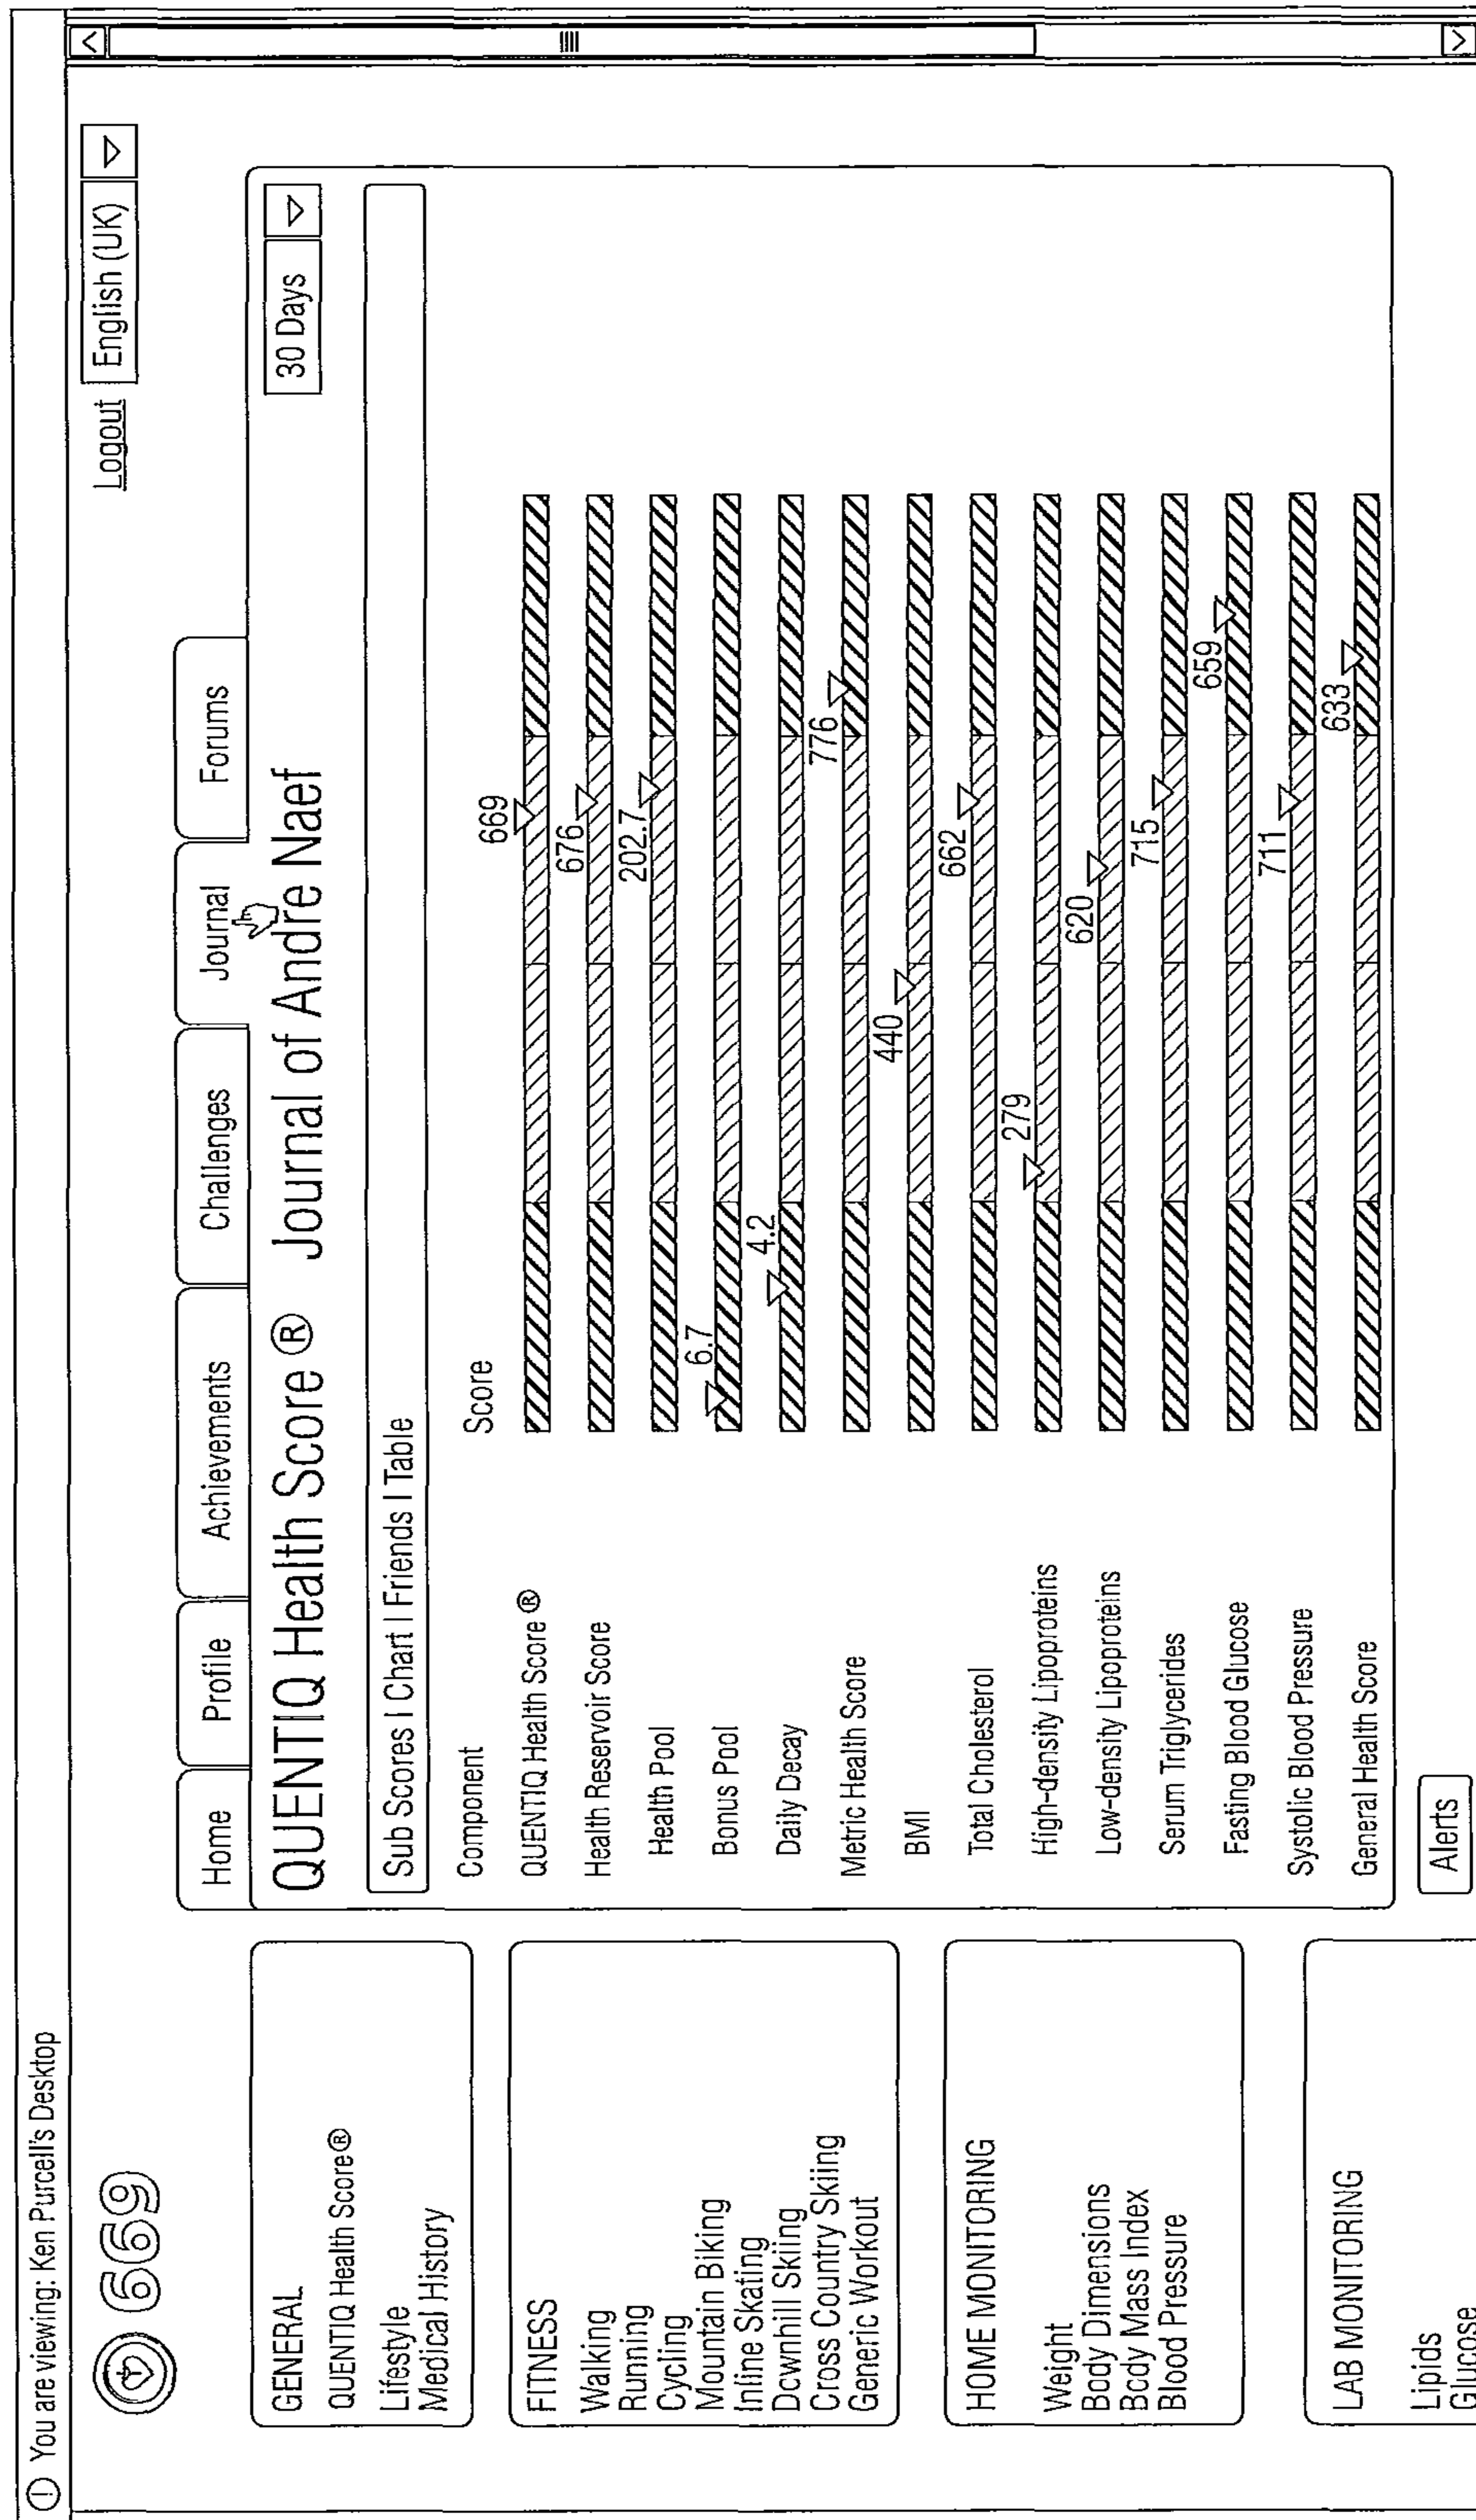 You are viewing: Ken Purcell's Desktop
669
Logout English (UK)
Home Profile Achievements Challenges Journal Forums
QUENTIQ Health Score ® Journal of Andre Naef 30 Days
Sub Scores | Chart | Friends | Table
Component Score
QUENTIQ Health Score ® 669
Health Reservoir Score 676
Health Pool 202.7
Bonus Pool 6.7
Daily Decay 4.2
Metric Health Score 776
BMI 440
Total Cholesterol 662
High-density Lipoproteins 279
Low-density Lipoproteins 620
Serum Triglycerides 715
Fasting Blood Glucose 659
Systolic Blood Pressure 711
General Health Score 633
Alerts
GENERAL
QUENTIQ Health Score®
Lifestyle
Medical History
FITNESS
Walking
Running
Cycling
Mountain Biking
Inline Skating
Downhill Skiing
Cross Country Skiing
Generic Workout
HOME MONITORING
Weight
Body Dimensions
Body Mass Index
Blood Pressure
LAB MONITORING
Lipids
Glucose